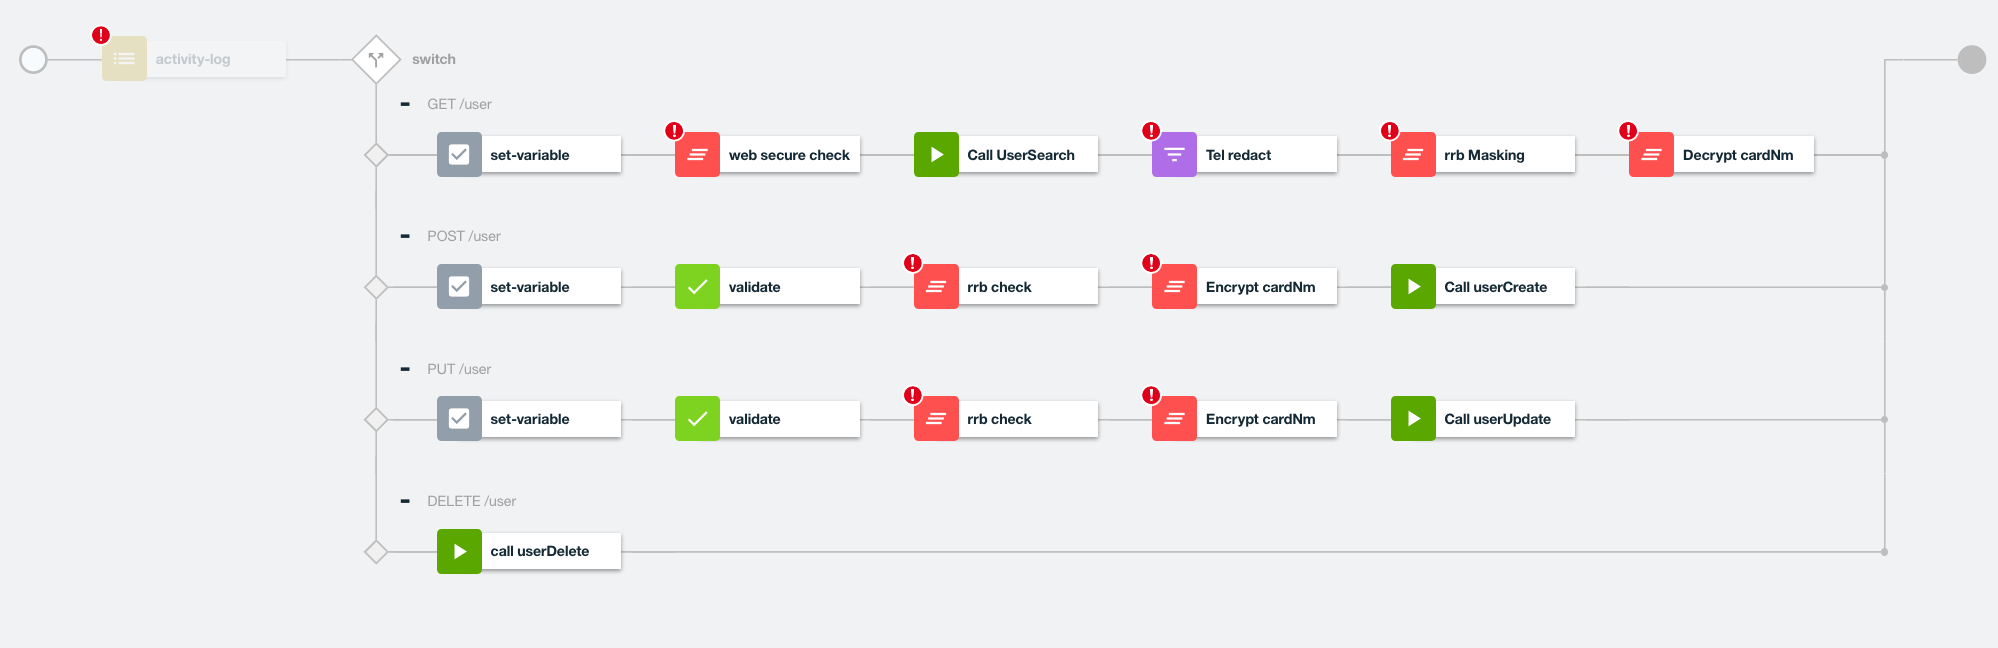 activity-log
switch
GET /user
set-variable
web secure check
Call UserSearch
Tel redact
rrb Masking
Decrypt cardNm
POST /user
set-variable
validate
rrb check
Encrypt cardNm
Call userCreate
PUT /user
set-variable
validate
rrb check
Encrypt cardNm
Call userUpdate
DELETE /user
call userDelete